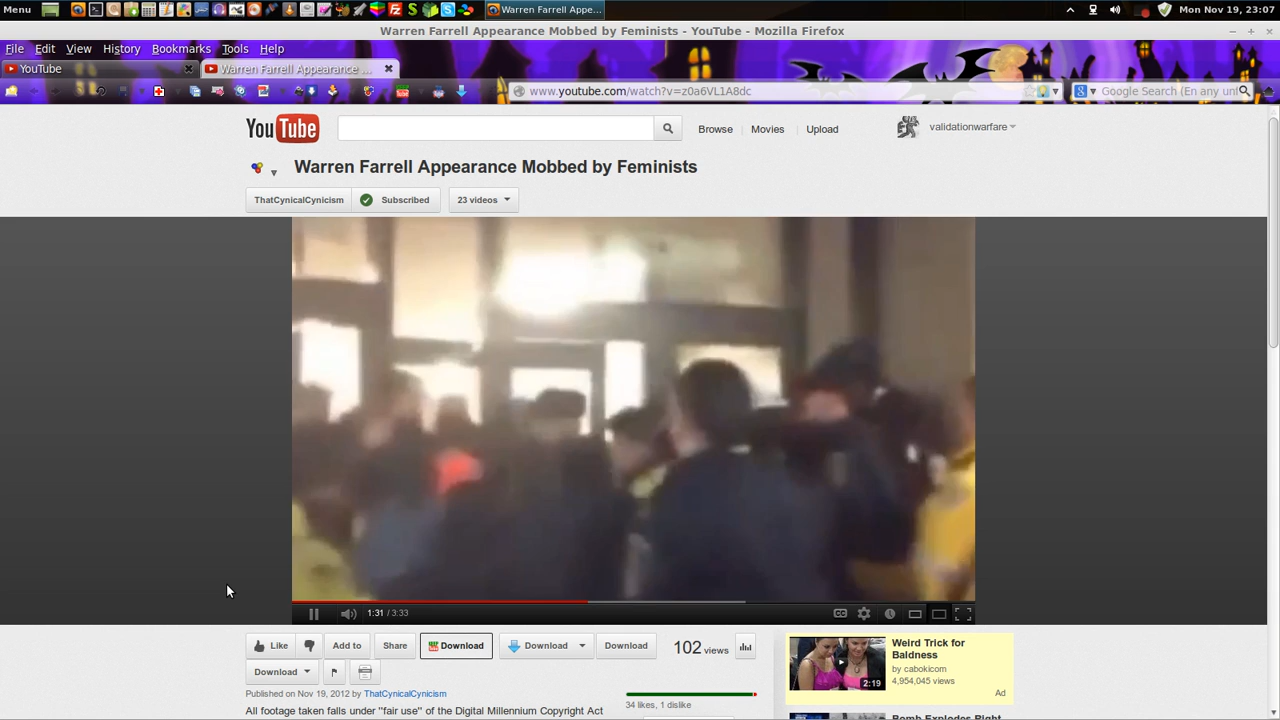 Menu
Warren Farrell Appe...
Mon Nov 19, 23:07
Warren Farrell Appearance Mobbed by Feminists - YouTube - Mozilla Firefox
File Edit View History Bookmarks Tools Help
YouTube
Warren Farrell Appearance ...
www.youtube.com/watch?v=z0a6VL1A8dc
Google Search (En any unl
YouTube
Browse
Movies
Upload
validationwarfare
Warren Farrell Appearance Mobbed by Feminists
ThatCynicalCynicism
Subscribed
23 videos
1:31 / 3:33
CC
Like
Add to
Share
Download
Download
Download
102 views
Download
Published on Nov 19, 2012 by ThatCynicalCynicism
34 likes, 1 dislike
All footage taken falls under "fair use" of the Digital Millennium Copyright Act
2:19
Weird Trick for
Baldness
by cabokicom
4,954,045 views
Ad